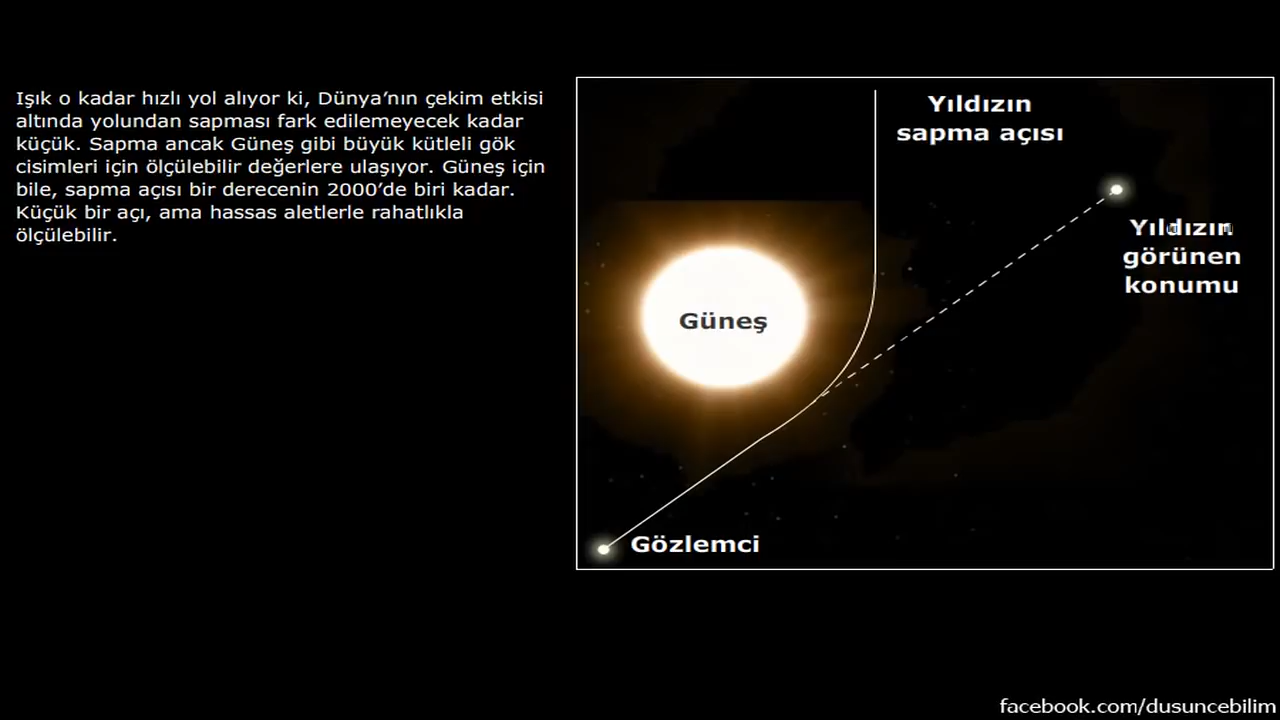 Işık o kadar hızlı yol alıyor ki, Dünya’nın çekim etkisi
altında yolundan sapması fark edilemeyecek kadar
küçük. Sapma ancak Güneş gibi büyük kütleli gök
cisimleri için ölçülebilir değerlere ulaşıyor. Güneş için
bile, sapma açısı bir derecenin 2000’de biri kadar.
Küçük bir açı, ama hassas aletlerle rahatlıkla
ölçülebilir.
Yıldızın
sapma açısı
Yıldızın
görünen
konumu
Güneş
Gözlemci
facebook.com/dusuncebilim